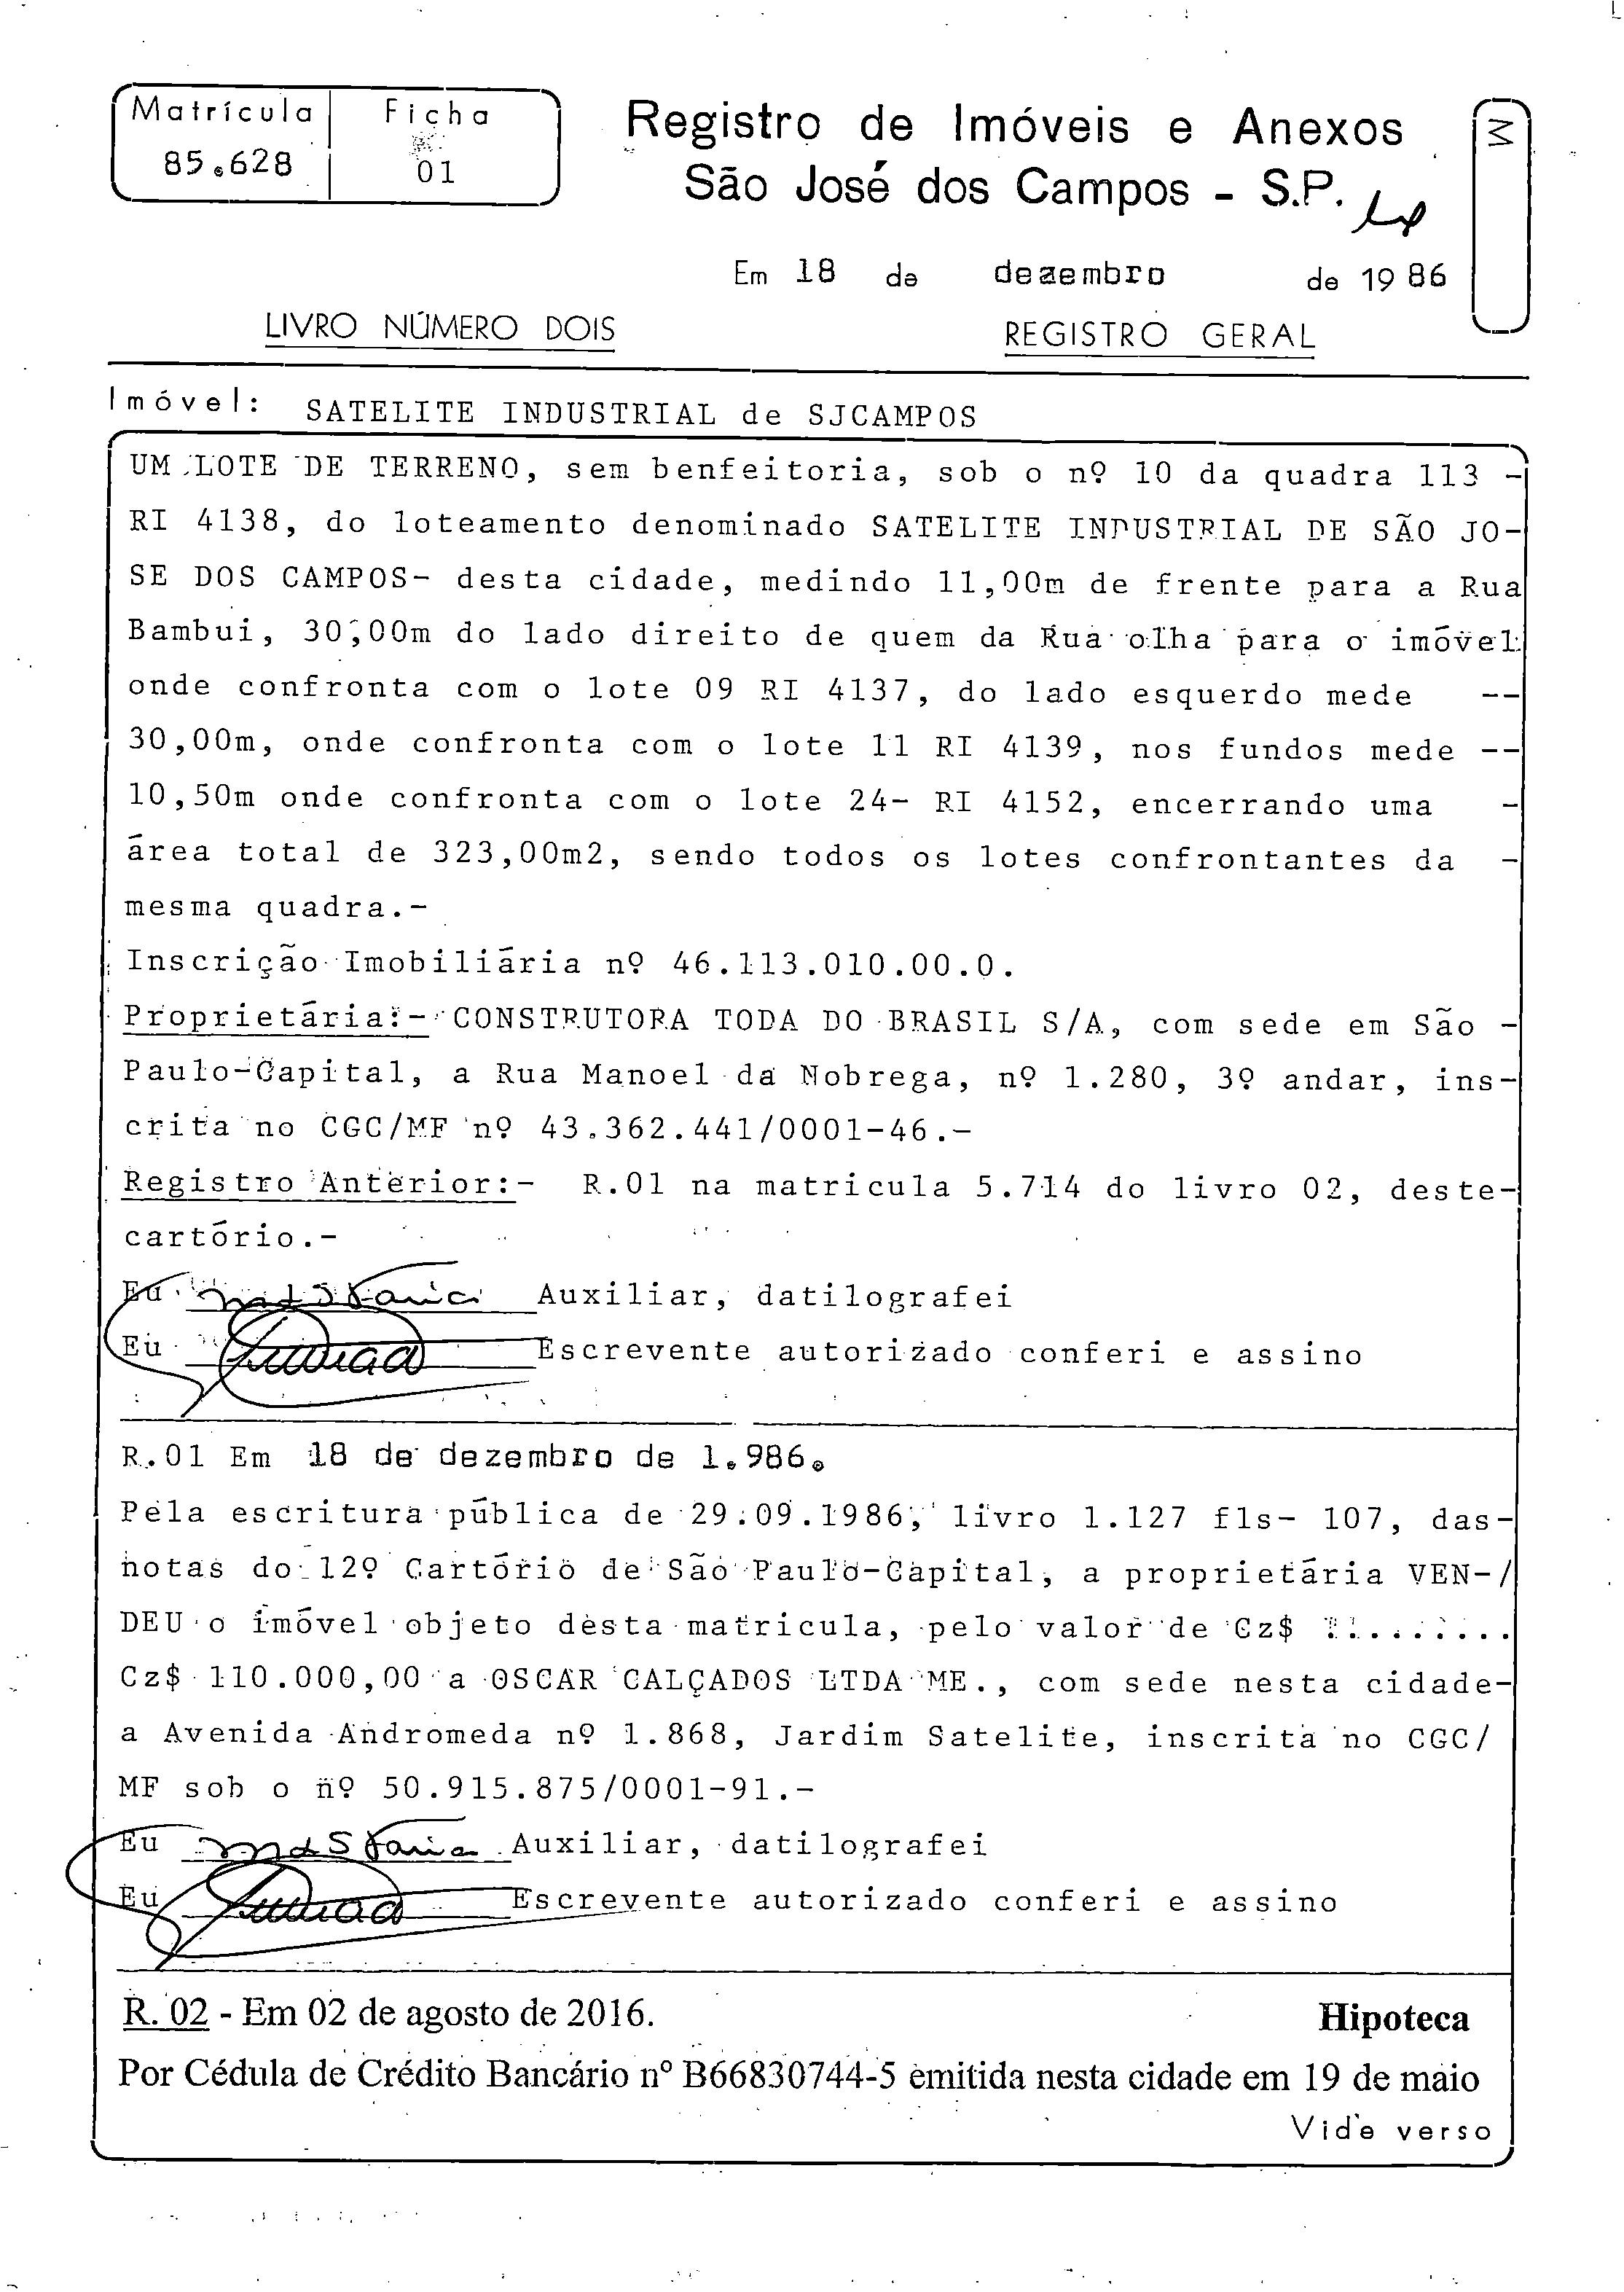 Matrícula Ficha
85.628 01
Registro de Imóveis e Anexos
São José dos Campos - S.P.
M
Em 18 de dezembro de 19 86
LIVRO NÚMERO DOIS REGISTRO GERAL
Imóvel: SATELITE INDUSTRIAL de SJCAMPOS
UM LOTE DE TERRENO, sem benfeitoria, sob o nº 10 da quadra 113 -
RI 4138, do loteamento denominado SATELITE INDUSTRIAL DE SÃO JO-
SE DOS CAMPOS- desta cidade, medindo 11,00m de frente para a Rua
Bambui, 30,00m do lado direito de quem da Rua olha para o imóvel
onde confronta com o lote 09 RI 4137, do lado esquerdo mede --
30,00m, onde confronta com o lote 11 RI 4139, nos fundos mede --
10,50m onde confronta com o lote 24- RI 4152, encerrando uma -
área total de 323,00m2, sendo todos os lotes confrontantes da -
mesma quadra.-
Inscrição Imobiliária nº 46.113.010.00.0.
Proprietária:- CONSTRUTORA TODA DO BRASIL S/A, com sede em São -
Paulo-Capital, a Rua Manoel da Nobrega, nº 1.280, 3º andar, ins-
crita no CGC/MF nº 43.362.441/0001-46.-
Registro Anterior:- R.01 na matricula 5.714 do livro 02, deste-
cartório.-
Eu Auxiliar, datilografei
Eu Escrevente autorizado conferi e assino
R.01 Em 18 de dezembro de 1.986.
Pela escritura pública de 29.09.1986, livro 1.127 fls- 107, das-
notas do 12º Cartório de São Paulo-Capital, a proprietária VEN-/
DEU o imóvel objeto desta matricula, pelo valor de Cz$ .........
Cz$ 110.000,00 a OSCAR CALÇADOS LTDA ME., com sede nesta cidade-
a Avenida Andromeda nº 1.868, Jardim Satelite, inscrita no CGC/
MF sob o nº 50.915.875/0001-91.-
Eu Auxiliar, datilografei
Eu Escrevente autorizado conferi e assino
R. 02 - Em 02 de agosto de 2016. Hipoteca
Por Cédula de Crédito Bancário nº B66830744-5 emitida nesta cidade em 19 de maio
Vide verso